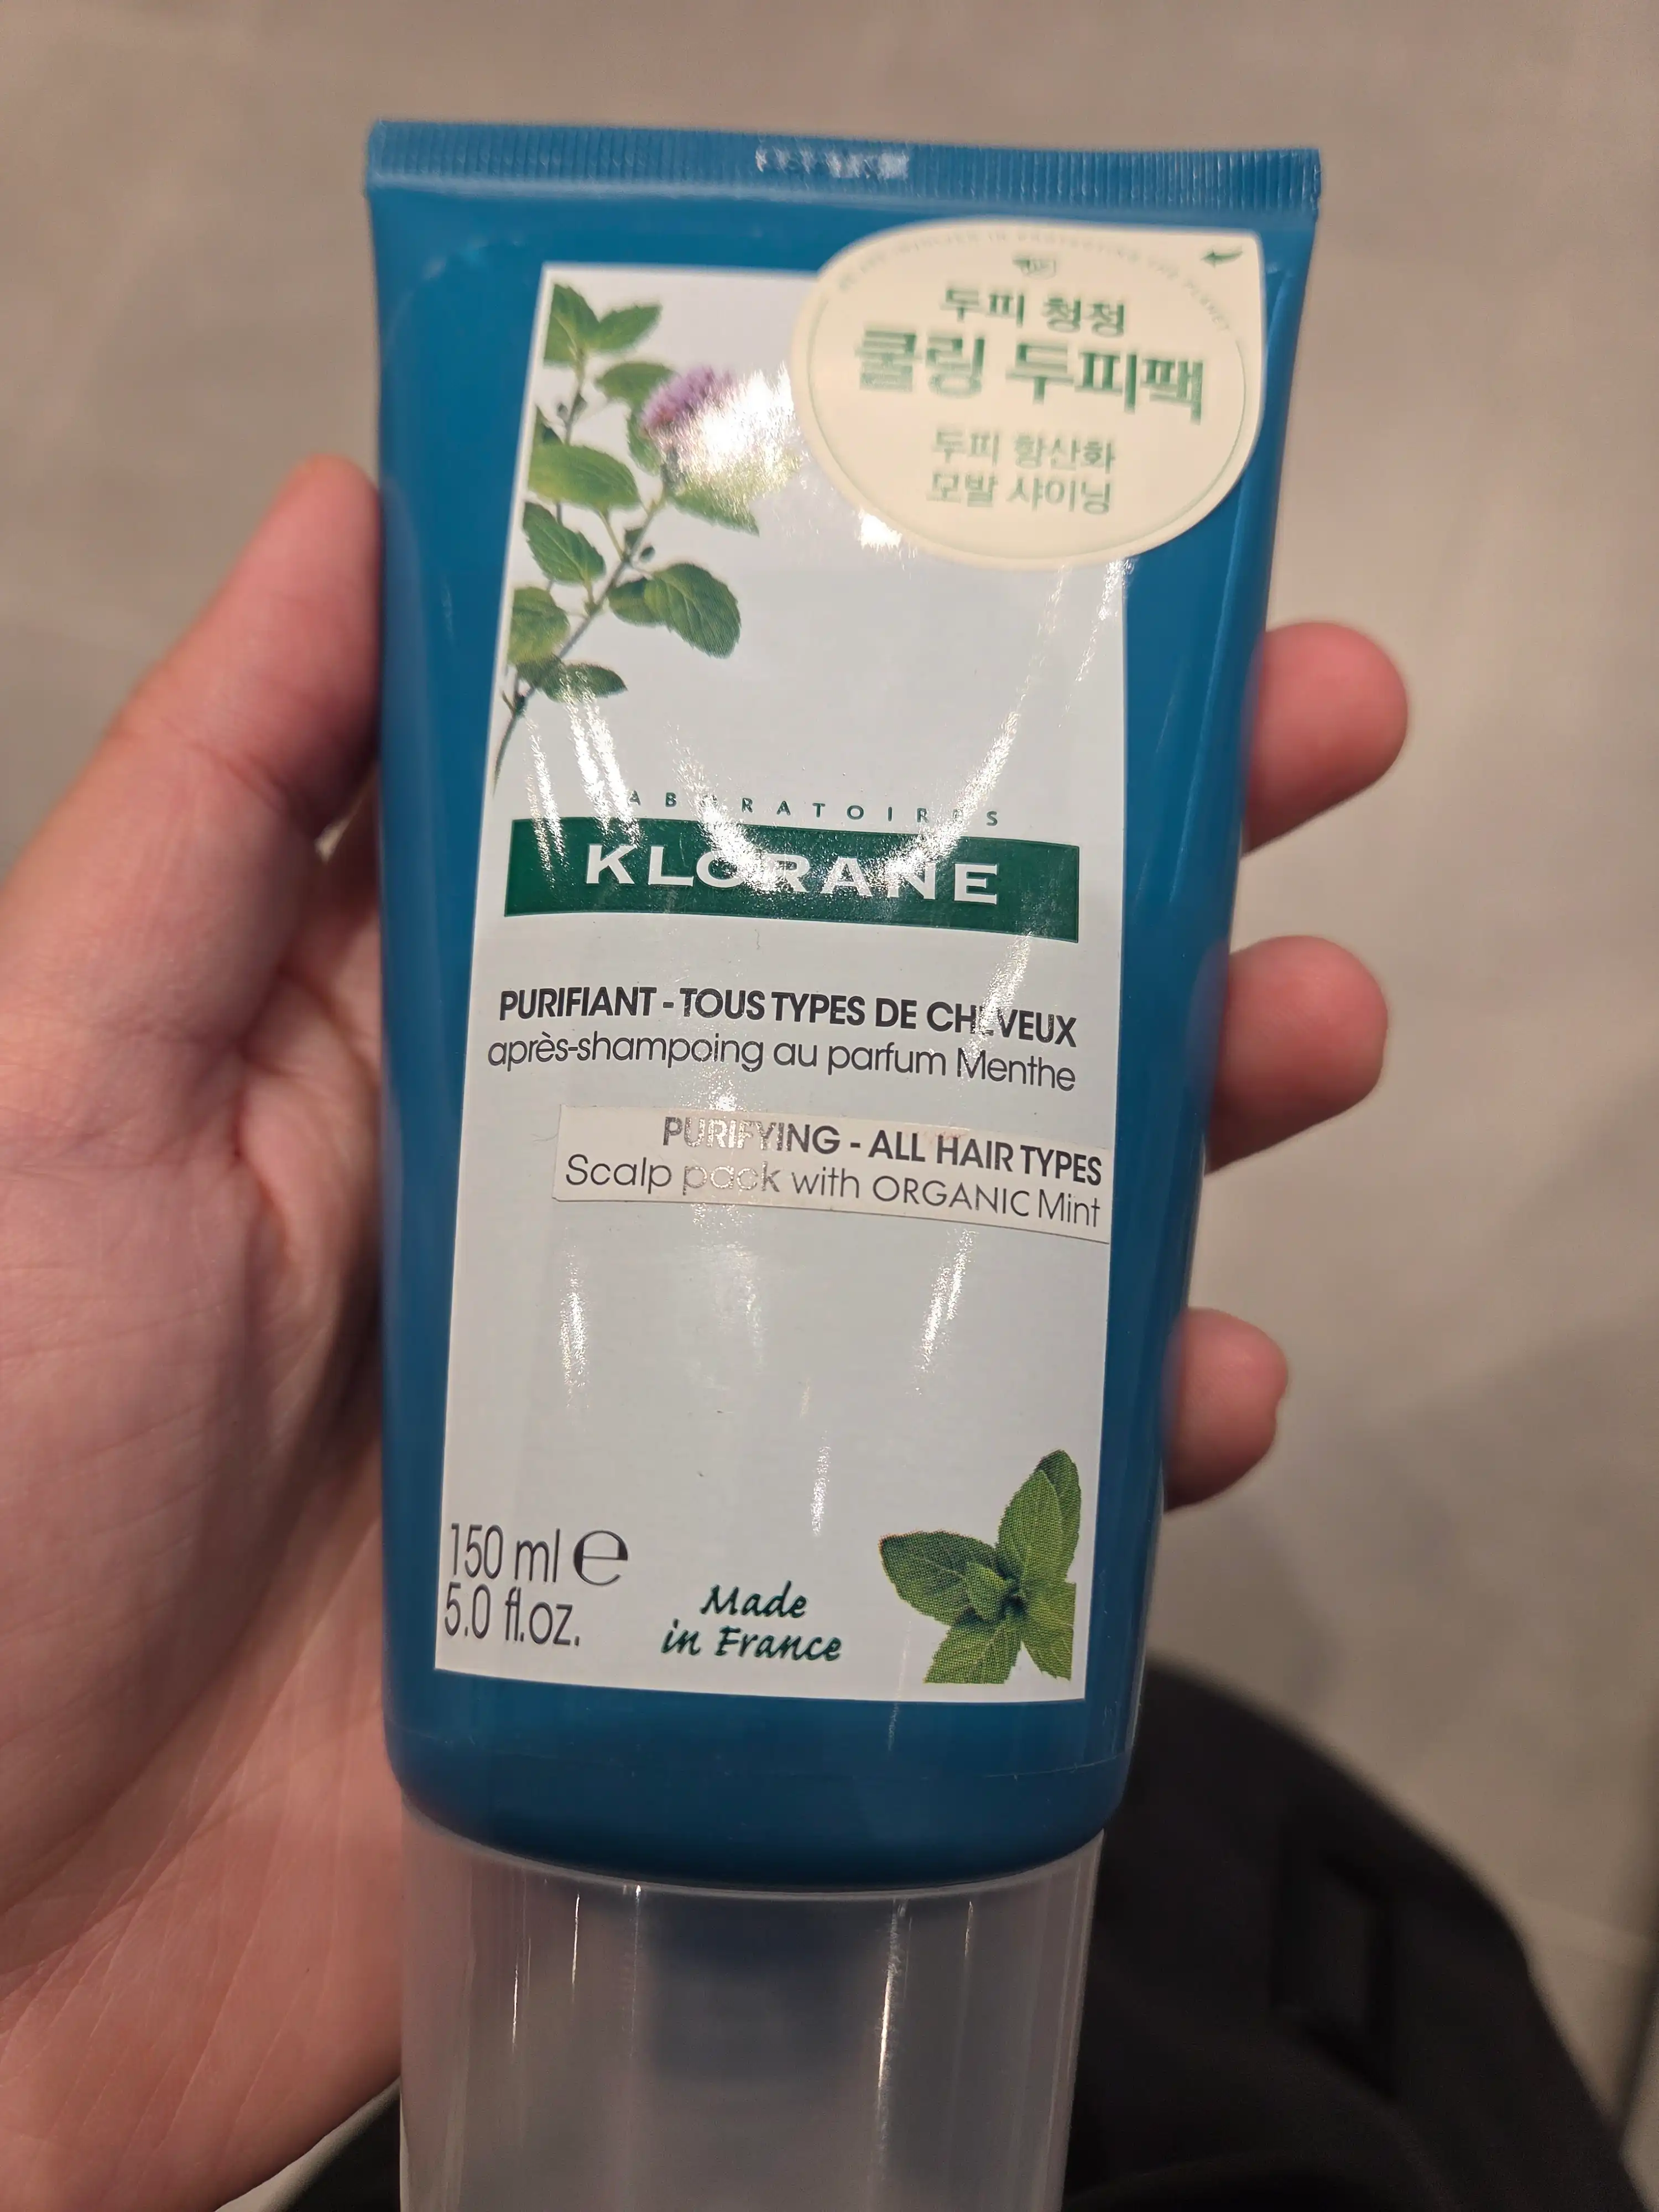 두피 청정
쿨링 두피팩
두피 항산화
모발 샤이닝
LABORATOIRES
KLORANE
PURIFIANT - TOUS TYPES DE CHEVEUX
après-shampoing au parfum Menthe
PURIFYING - ALL HAIR TYPES
Scalp pack with ORGANIC Mint
150 ml e
5.0 fl.oz.
Made
in France